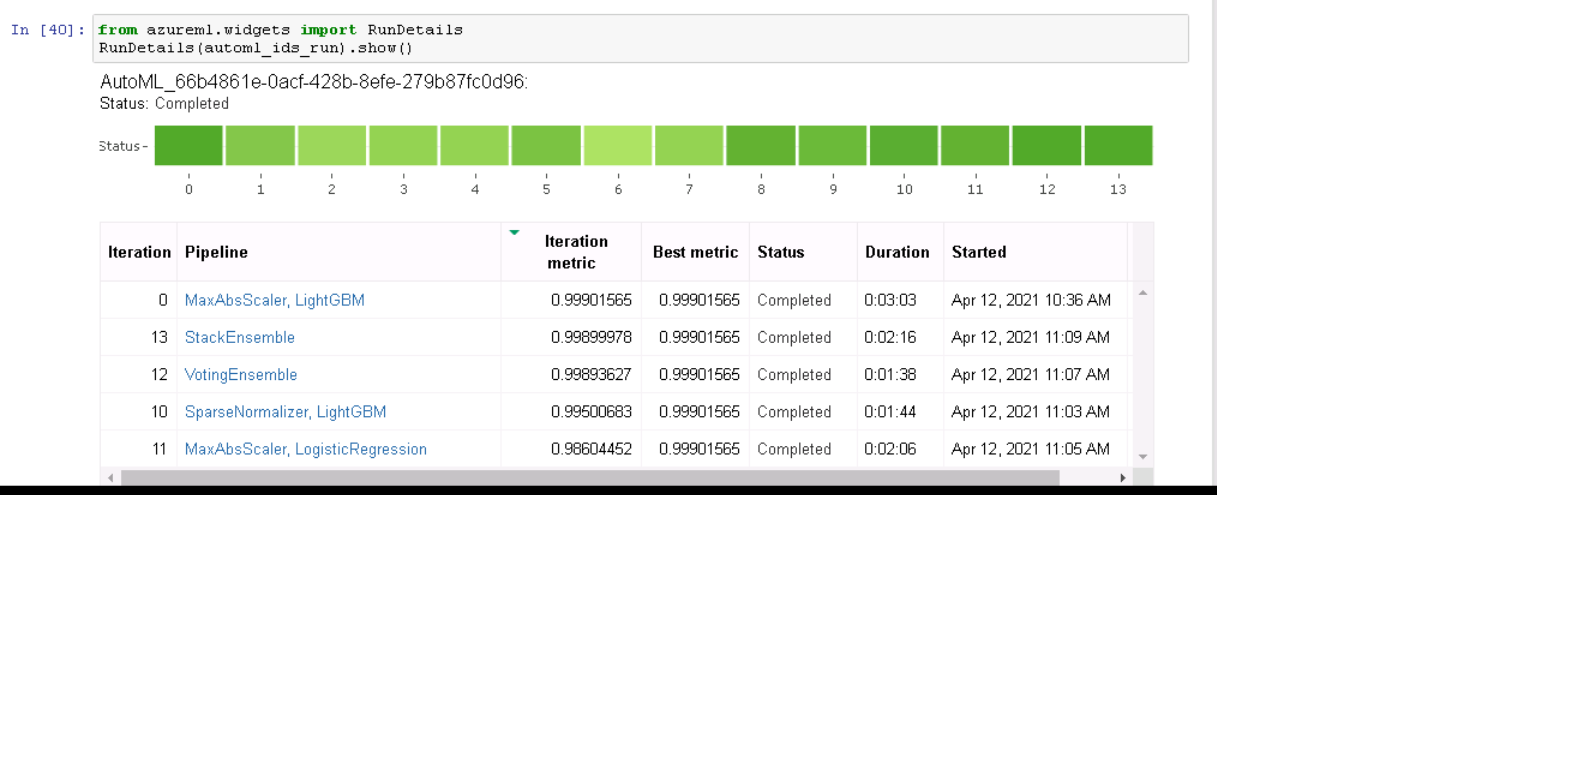 In [40]: from azureml.widgets import RunDetails
RunDetails(automl_ids_run).show()
AutoML_66b4861e-0acf-428b-8efe-279b87fc0d96:
Status: Completed
Status-
0 1 2 3 4 5 6 7 8 9 10 11 12 13
Iteration Pipeline Iteration metric Best metric Status Duration Started
0 MaxAbsScaler, LightGBM 0.99901565 0.99901565 Completed 0:03:03 Apr 12, 2021 10:36 AM
13 StackEnsemble 0.99899978 0.99901565 Completed 0:02:16 Apr 12, 2021 11:09 AM
12 VotingEnsemble 0.99893627 0.99901565 Completed 0:01:38 Apr 12, 2021 11:07 AM
10 SparseNormalizer, LightGBM 0.99500683 0.99901565 Completed 0:01:44 Apr 12, 2021 11:03 AM
11 MaxAbsScaler, LogisticRegression 0.98604452 0.99901565 Completed 0:02:06 Apr 12, 2021 11:05 AM